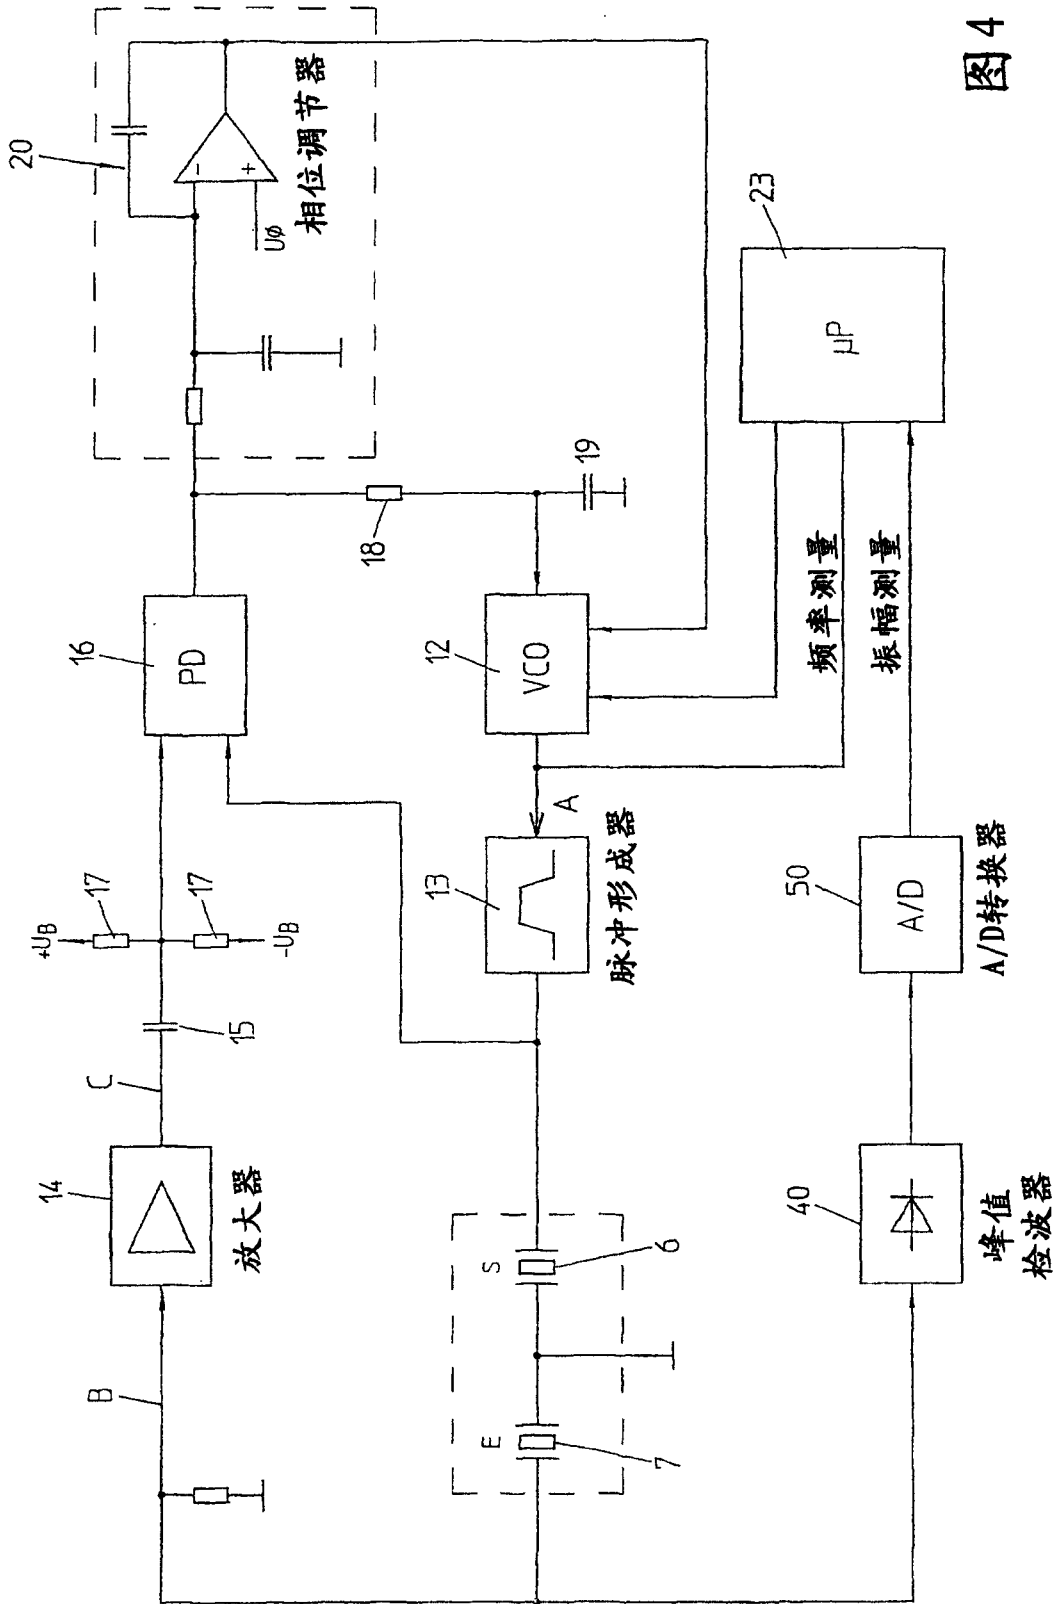 20
相位调节器
-
+
UØ
16
PD
18
19
12
VCO
A
17
+UB
17
-UB
15
C
14
放大器
B
13
脉冲形成器
S
6
E
7
23
µP
频率测量
振幅测量
50
A/D
A/D转换器
40
峰值
检波器
图 4